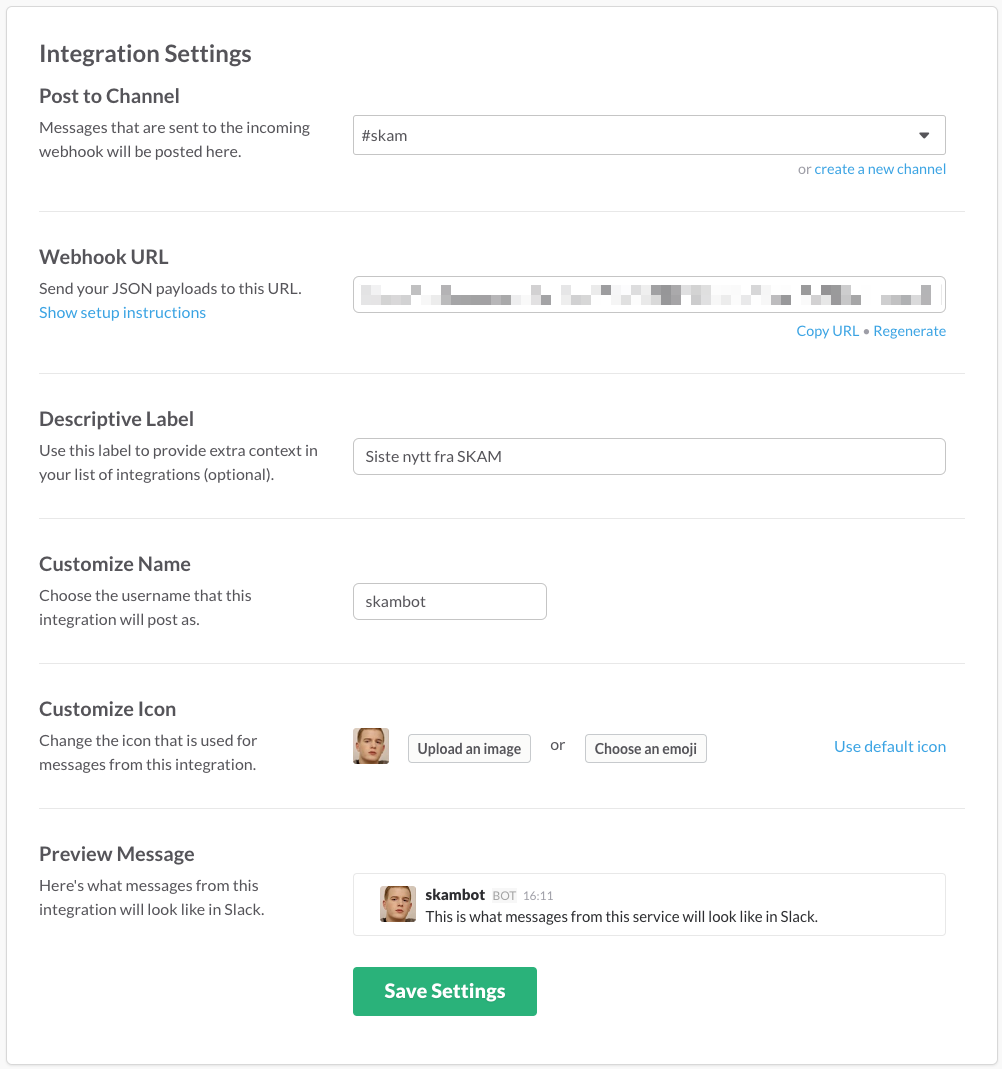 Integration Settings
Post to Channel
Messages that are sent to the incoming
webhook will be posted here.
#skam
or create a new channel
Webhook URL
Send your JSON payloads to this URL.
Show setup instructions
Copy URL • Regenerate
Descriptive Label
Use this label to provide extra context in
your list of integrations (optional).
Siste nytt fra SKAM
Customize Name
Choose the username that this
integration will post as.
skambot
Customize Icon
Change the icon that is used for
messages from this integration.
Upload an image or Choose an emoji
Use default icon
Preview Message
Here's what messages from this
integration will look like in Slack.
skambot BOT 16:11
This is what messages from this service will look like in Slack.
Save Settings